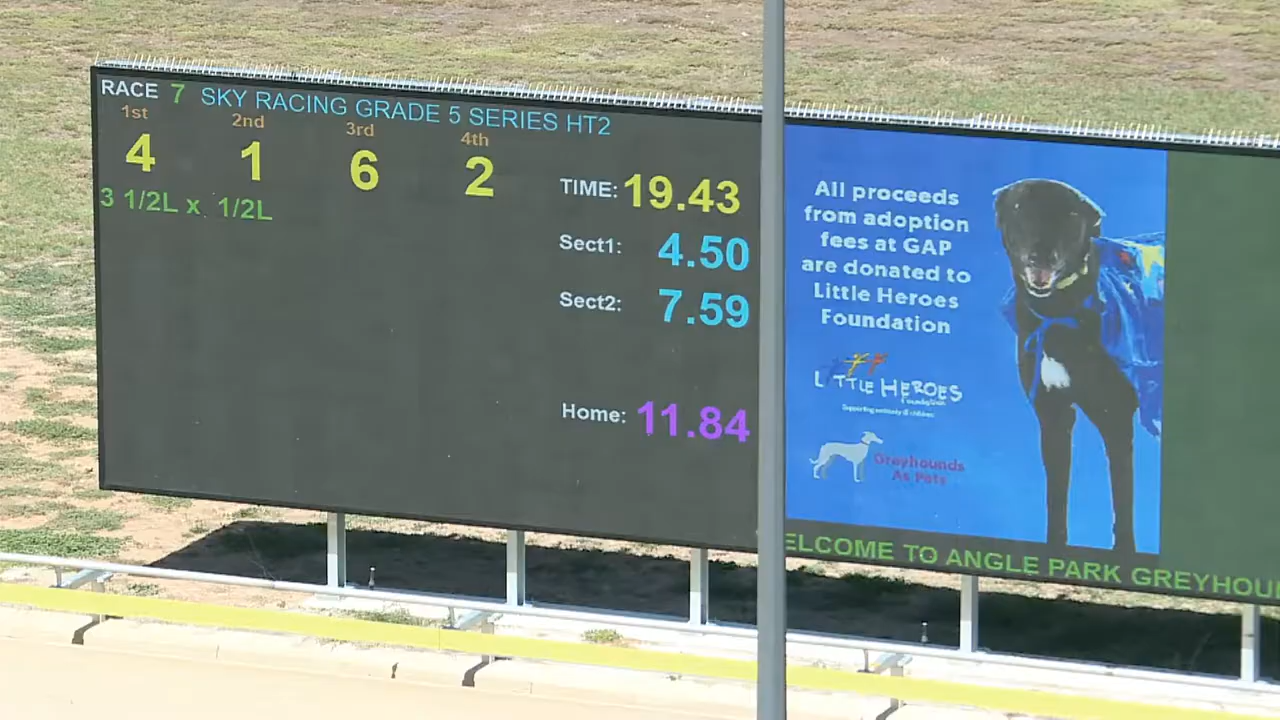 RACE 7 SKY RACING GRADE 5 SERIES HT2
1st 2nd 3rd 4th
4 1 6 2
3 1/2L x 1/2L
TIME: 19.43
Sect1: 4.50
Sect2: 7.59
Home: 11.84
All proceeds
from adoption
fees at GAP
are donated to
Little Heroes
Foundation
LITTLE HEROES
Foundation
Greyhounds
As Pets
ELCOME TO ANGLE PARK GREYHOU